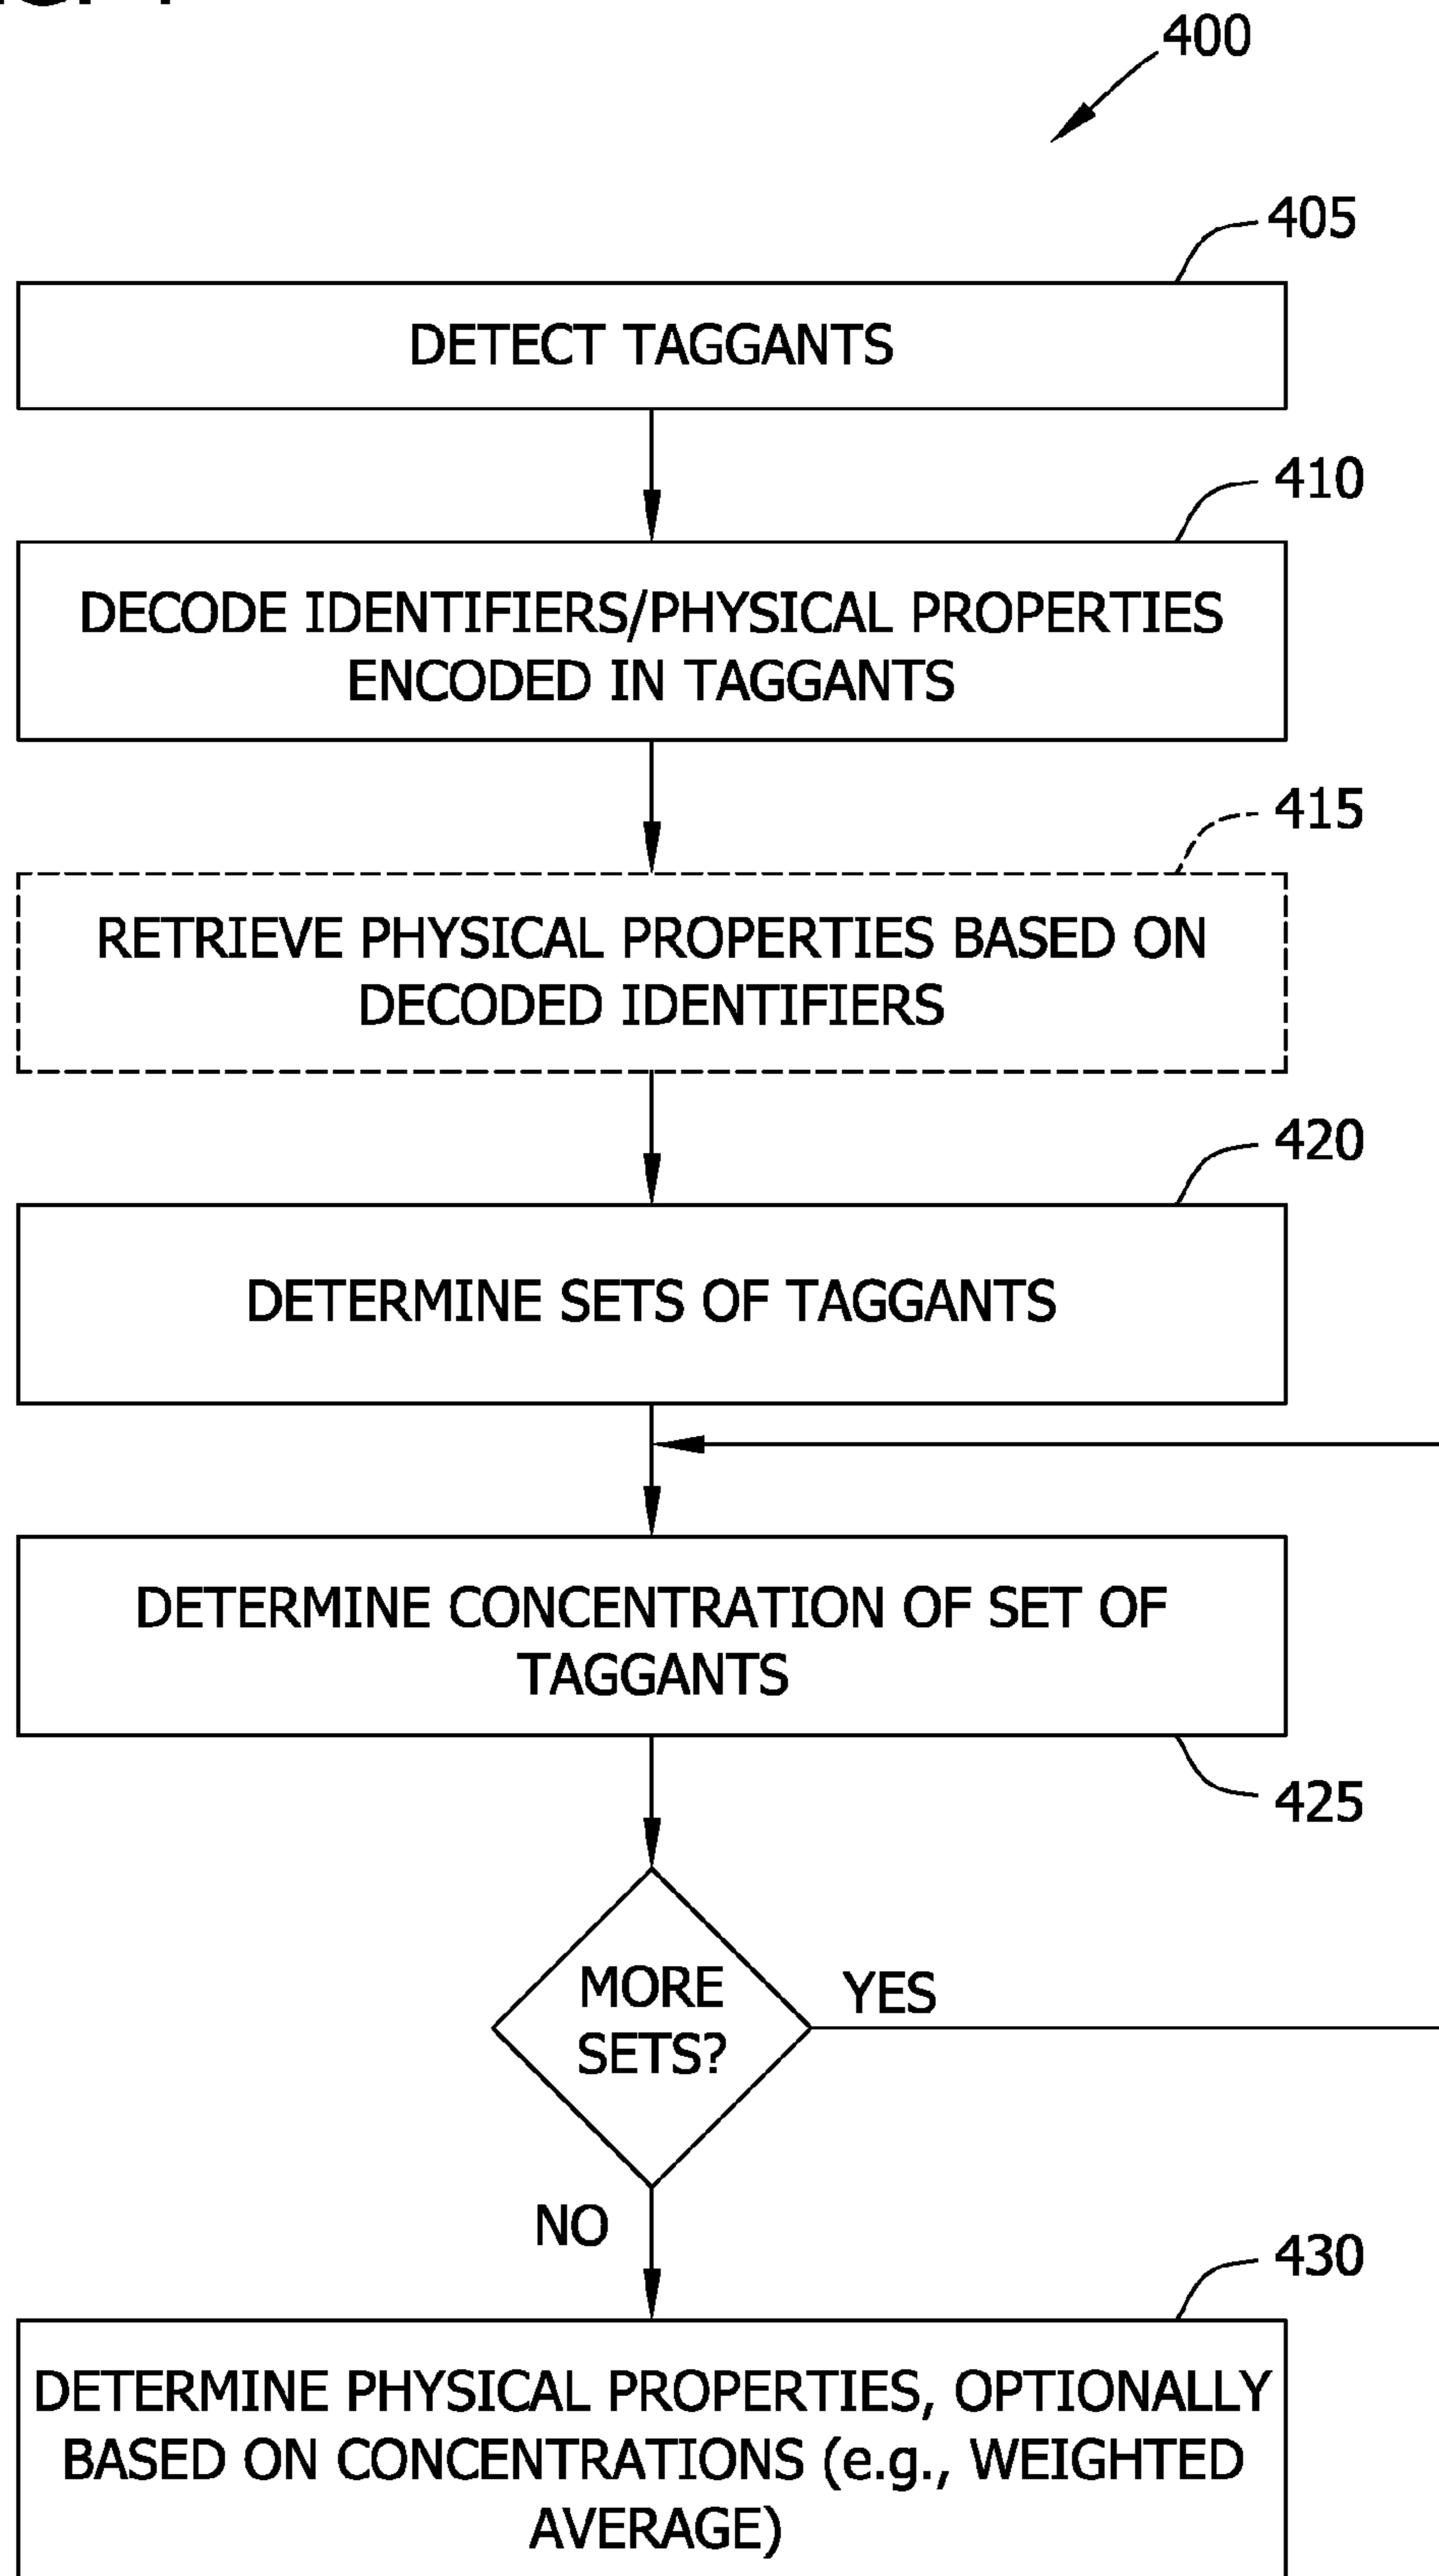 400
405
DETECT TAGGANTS
410
DECODE IDENTIFIERS/PHYSICAL PROPERTIES
ENCODED IN TAGGANTS
415
RETRIEVE PHYSICAL PROPERTIES BASED ON
DECODED IDENTIFIERS
420
DETERMINE SETS OF TAGGANTS
DETERMINE CONCENTRATION OF SET OF
TAGGANTS
425
MORE
SETS?
YES
NO
430
DETERMINE PHYSICAL PROPERTIES, OPTIONALLY
BASED ON CONCENTRATIONS (e.g., WEIGHTED
AVERAGE)